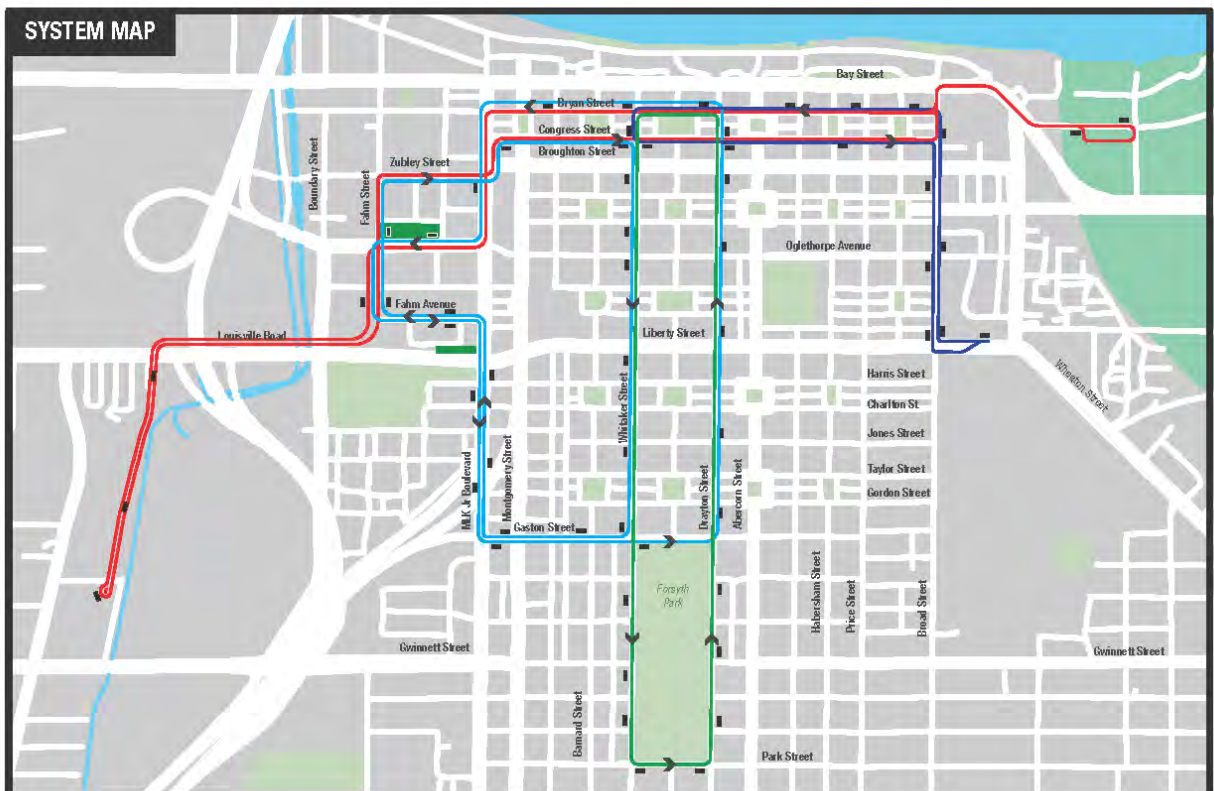 SYSTEM MAP
Bay Street
Bryan Street
Congress Street
Broughton Street
Zubley Street
Boundary Street
Fahm Street
Oglethorpe Avenue
Fahm Avenue
Louisville Road
Liberty Street
Harris Street
Wheaton Street
Charlton St.
Whitaker Street
Jones Street
Taylor Street
Gordon Street
MLK Jr Boulevard
Montgomery Street
Drayton Street
Abercorn Street
Gaston Street
Forsyth
Park
Habersham Street
Price Street
Broad Street
Gwinnett Street
Gwinnett Street
Barnard Street
Park Street